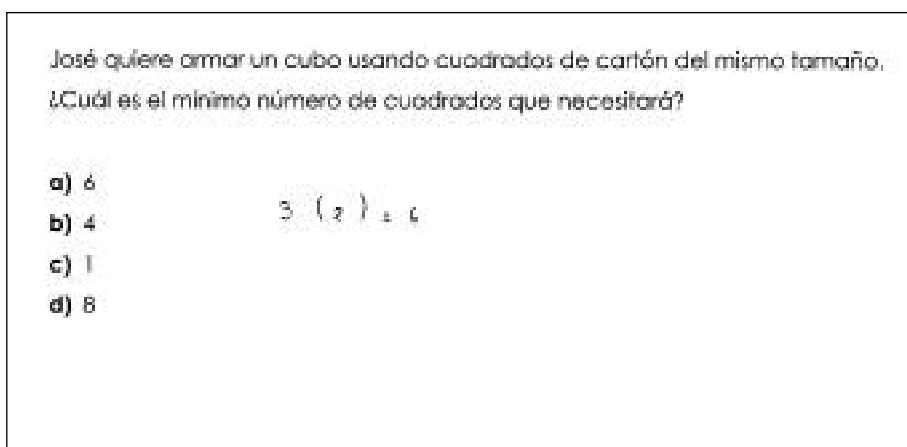 José quiere armar un cubo usando cuadrados de cartón del mismo tamaño.
¿Cuál es el mínimo número de cuadrados que necesitará?
a) 6
b) 4
c) 1
d) 8
3 (2) = 6